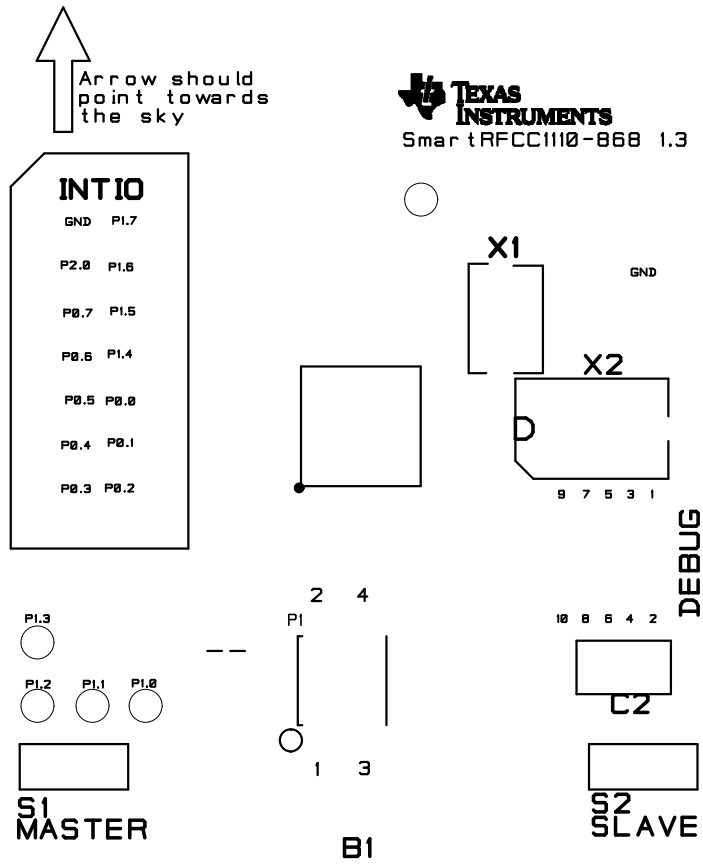 Arrow should
point towards
the sky
TEXAS
INSTRUMENTS
SmartRFCC1110-868 1.3
INTIO
GND P1.7
P2.0 P1.6
P0.7 P1.5
P0.6 P1.4
P0.5 P0.0
P0.4 P0.1
P0.3 P0.2
X1
GND
X2
D
9 7 5 3 1
DEBUG
10 8 6 4 2
C2
2 4
P1
1 3
P1.3
P1.2 P1.1 P1.0
S1
MASTER
B1
S2
SLAVE